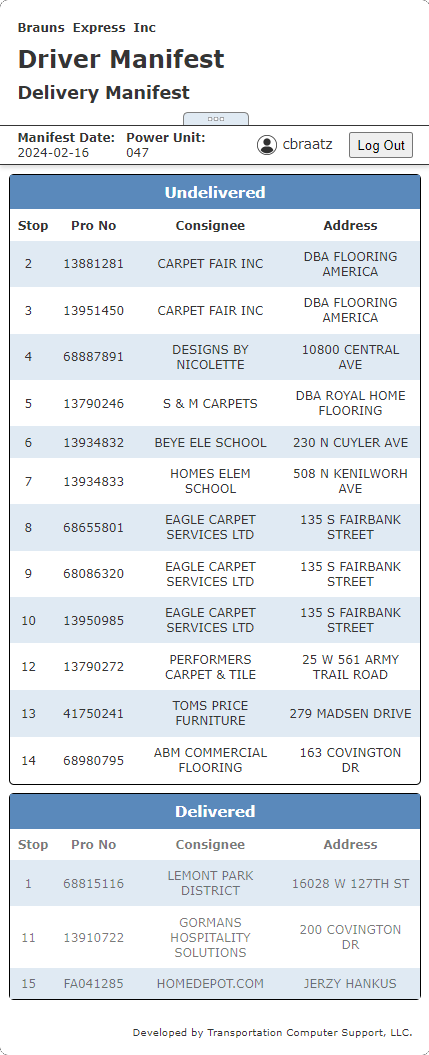 Brauns Express Inc
Driver Manifest
Delivery Manifest
Manifest Date: Power Unit:
2024-02-16 047 cbraatz Log Out
Undelivered
Stop Pro No Consignee Address
2 13881281 CARPET FAIR INC DBA FLOORING
AMERICA
3 13951450 CARPET FAIR INC DBA FLOORING
AMERICA
4 68887891 DESIGNS BY
NICOLETTE 10800 CENTRAL
AVE
5 13790246 S & M CARPETS DBA ROYAL HOME
FLOORING
6 13934832 BEYE ELE SCHOOL 230 N CUYLER AVE
7 13934833 HOMES ELEM
SCHOOL 508 N KENILWORH
AVE
8 68655801 EAGLE CARPET
SERVICES LTD 135 S FAIRBANK
STREET
9 68086320 EAGLE CARPET
SERVICES LTD 135 S FAIRBANK
STREET
10 13950985 EAGLE CARPET
SERVICES LTD 135 S FAIRBANK
STREET
12 13790272 PERFORMERS
CARPET & TILE 25 W 561 ARMY
TRAIL ROAD
13 41750241 TOMS PRICE
FURNITURE 279 MADSEN DRIVE
14 68980795 ABM COMMERCIAL
FLOORING 163 COVINGTON
DR
Delivered
Stop Pro No Consignee Address
1 68815116 LEMONT PARK
DISTRICT 16028 W 127TH ST
11 13910722 GORMANS
HOSPITALITY
SOLUTIONS 200 COVINGTON
DR
15 FA041285 HOMEDEPOT.COM JERZY HANKUS
Developed by Transportation Computer Support, LLC.